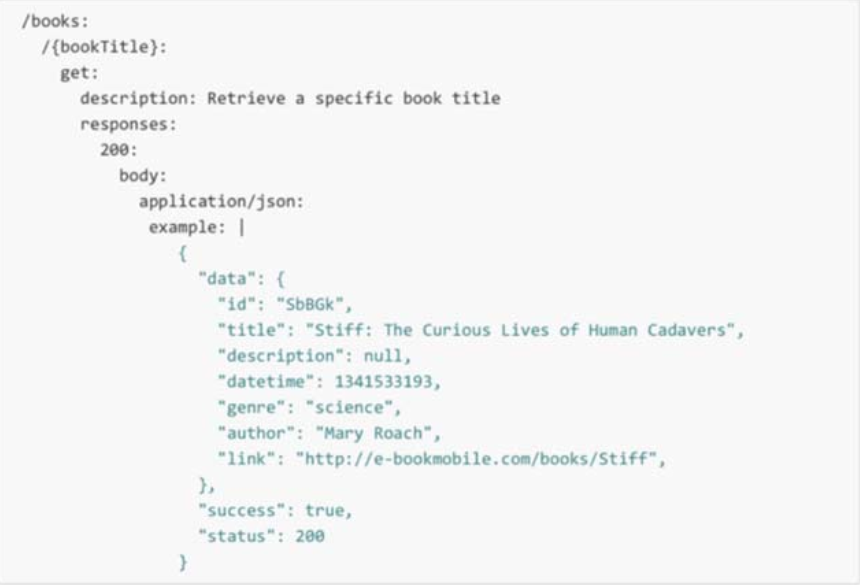 /books:
/{bookTitle}:
get:
description: Retrieve a specific book title
responses:
200:
body:
application/json:
example: |
{
"data": {
"id": "SbBGk",
"title": "Stiff: The Curious Lives of Human Cadavers",
"description": null,
"datetime": 1341533193,
"genre": "science",
"author": "Mary Roach",
"link": "http://e-bookmobile.com/books/Stiff",
},
"success": true,
"status": 200
}